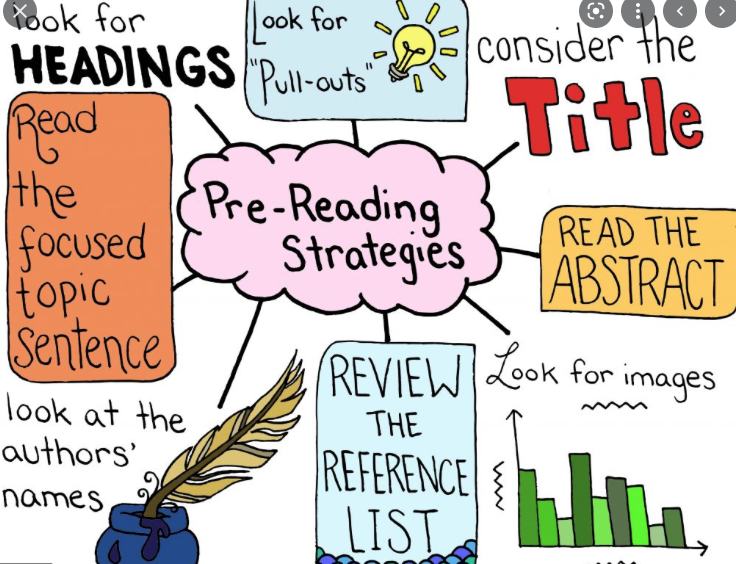 look for
HEADINGS
Look for
"Pull-outs"
consider the
Title
Read
the
focused
topic
sentence
Pre-Reading
Strategies
READ THE
ABSTRACT
look at the
authors'
names
REVIEW
THE
REFERENCE
LIST
Look for images